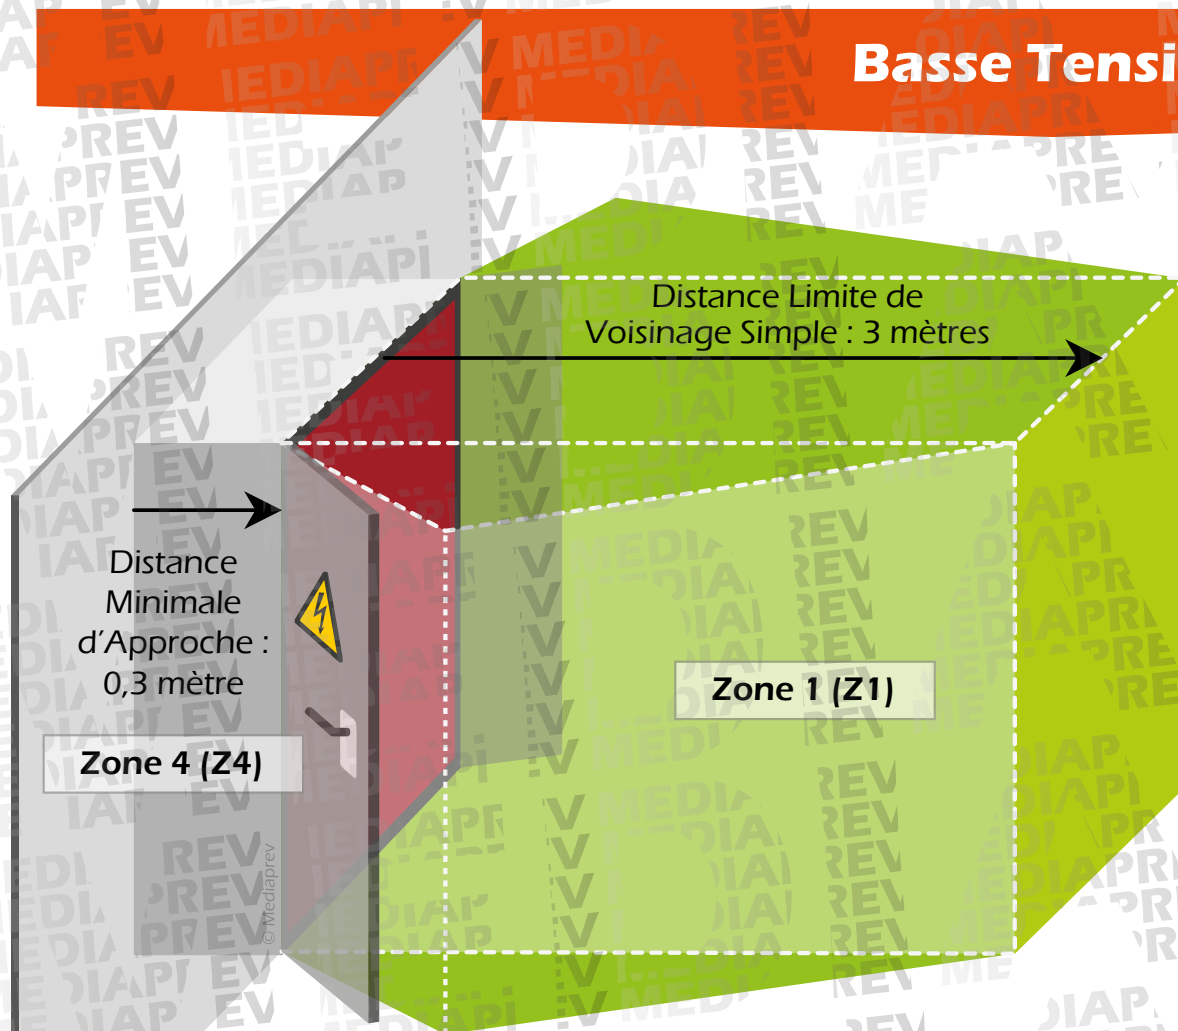 Basse Tensi
Distance Limite de
Voisinage Simple : 3 mètres
Distance
Minimale
d'Approche :
0,3 mètre
Zone 1 (Z1)
Zone 4 (Z4)
© Mediaprev